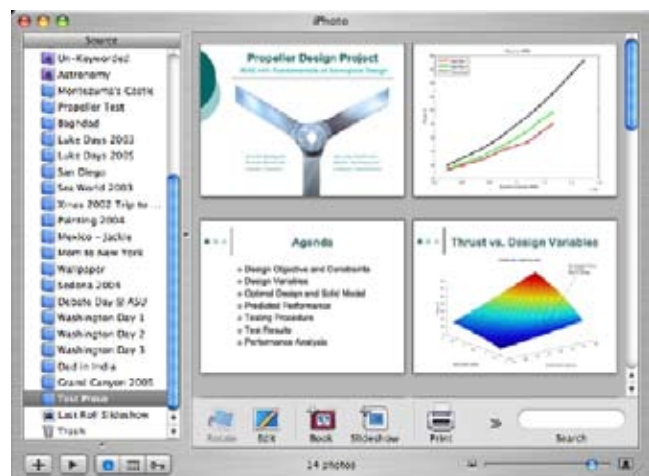 iPhoto
Source
Un-Keyworded
Astronomy
Montezuma's Castle
Propeller Test
Baghdad
Luke Days 2003
Luke Days 2005
San Diego
Sea World 2003
Xmas 2002 Trip to ...
Painting 2004
Mexico - Jackie
Mom to New York
Wallpaper
Sedona 2004
Debate Day @ ASU
Washington Day 1
Washington Day 2
Washington Day 3
Dad in India
Grand Canyon 2005
Test
Last Roll Slideshow
Trash
Propeller Design Project
Agenda
Design Objective and Constraints
Design Variables
Optimal Design and Solid Model
Predicted Performance
Testing Procedure
Test Results
Performance Analysis
Thrust vs. Design Variables
Rotate
Edit
Book
Slideshow
Print
Search
14 photos